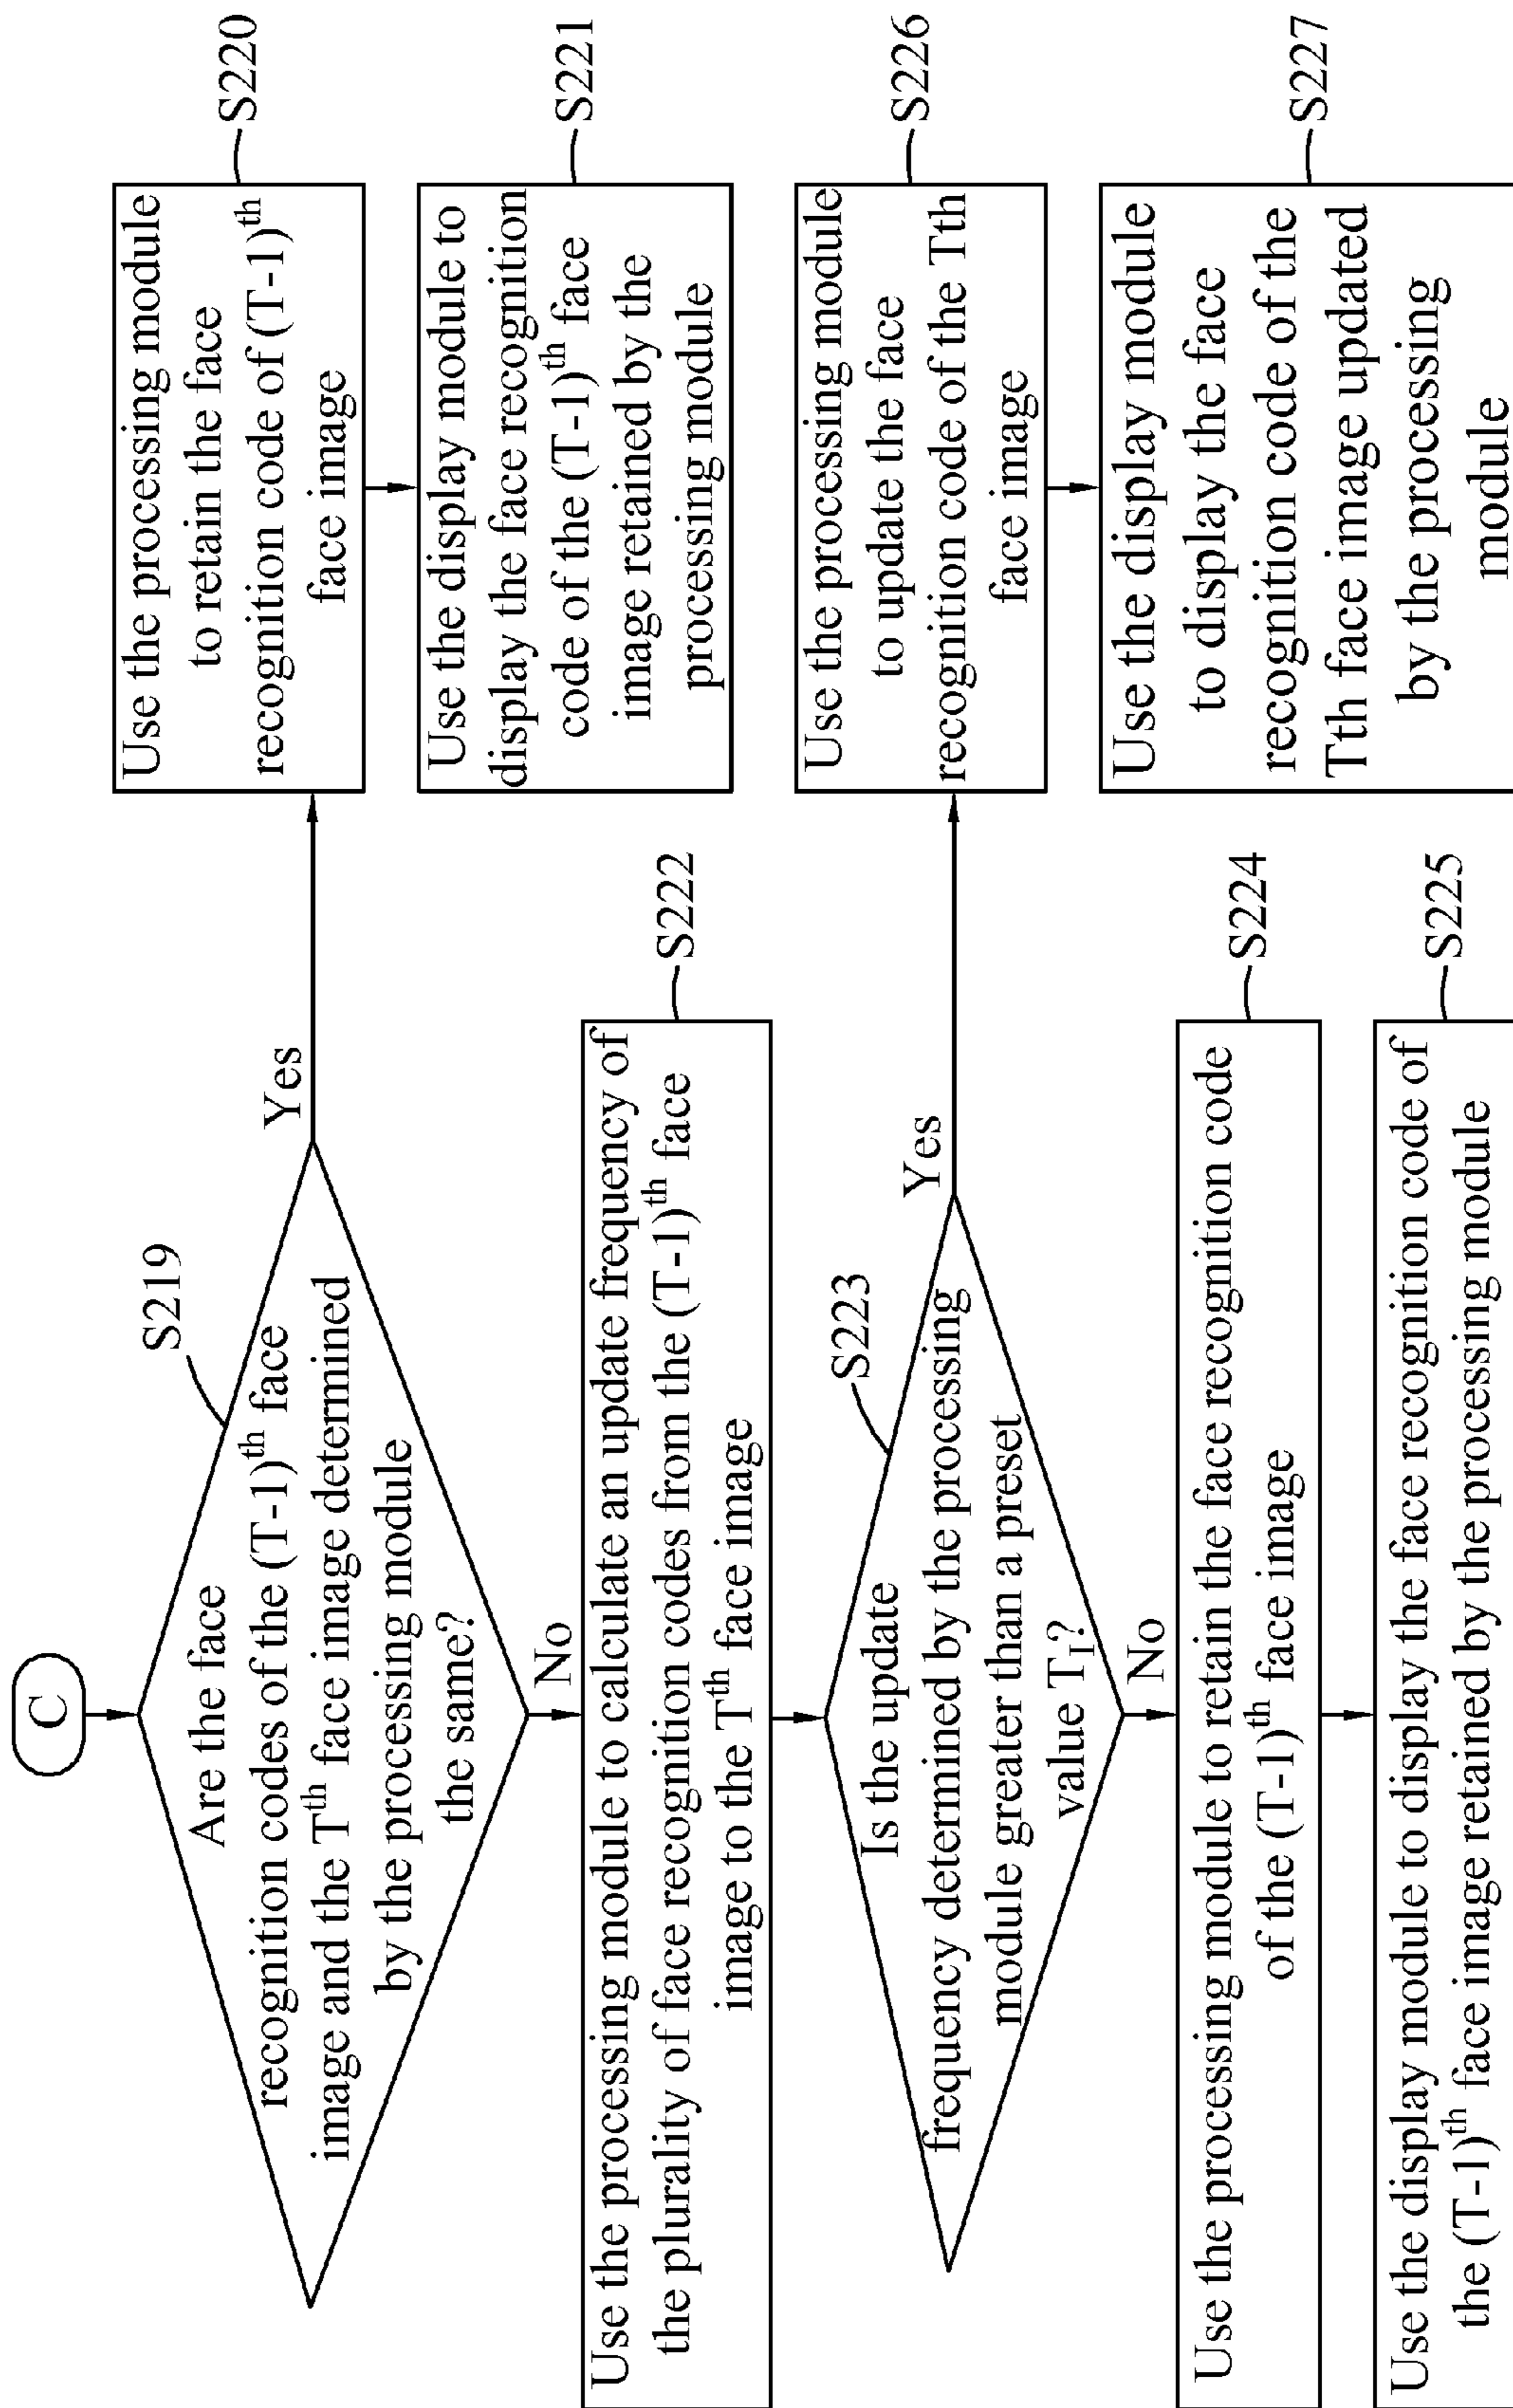 C
S219
Are the face
recognition codes of the (T-1)th face
image and the Tth face image determined
by the processing module
the same?
Yes
No
S220
Use the processing module
to retain the face
recognition code of (T-1)th
face image
S221
Use the display module to
display the face recognition
code of the (T-1)th face
image retained by the
processing module
S222
Use the processing module to calculate an update frequency of
the plurality of face recognition codes from the (T-1)th face
image to the Tth face image
S223
Is the update
frequency determined by the processing
module greater than a preset
value TI?
Yes
No
S226
Use the processing module
to update the face
recognition code of the Tth
face image
S227
Use the display module
to display the face
recognition code of the
Tth face image updated
by the processing
module
S224
Use the processing module to retain the face recognition code
of the (T-1)th face image
S225
Use the display module to display the face recognition code of
the (T-1)th face image retained by the processing module